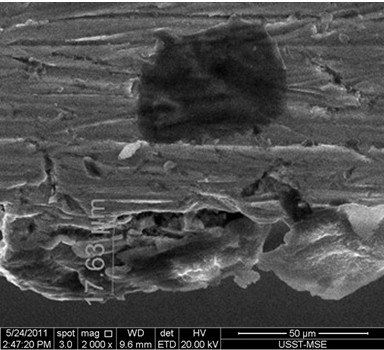 17.63 µm
5/24/2011 spot mag □ WD det HV 50 µm
2:47:20 PM 3.0 2 000 x 9.6 mm ETD 20.00 kV USST-MSE